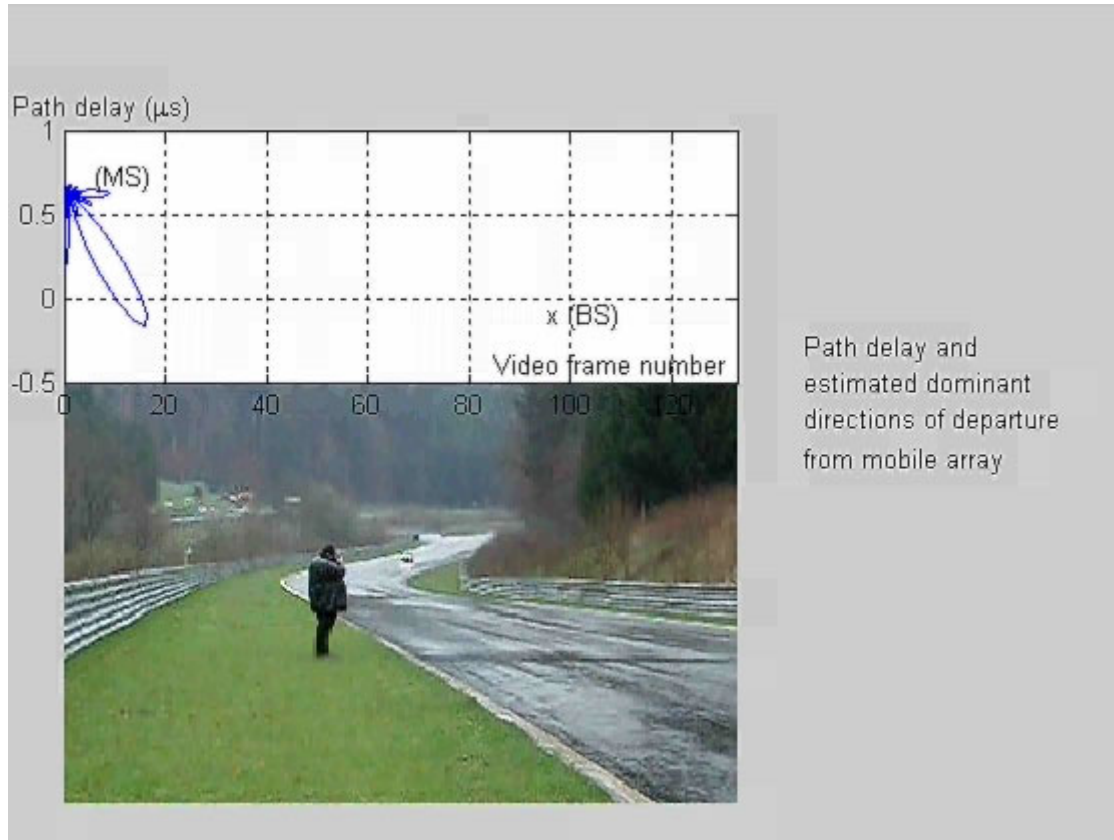 Path delay (μs)
1
(MS)
0.5
0
x (BS)
Video frame number
-0.5
0 20 40 60 80 100 120
Path delay and
estimated dominant
directions of departure
from mobile array